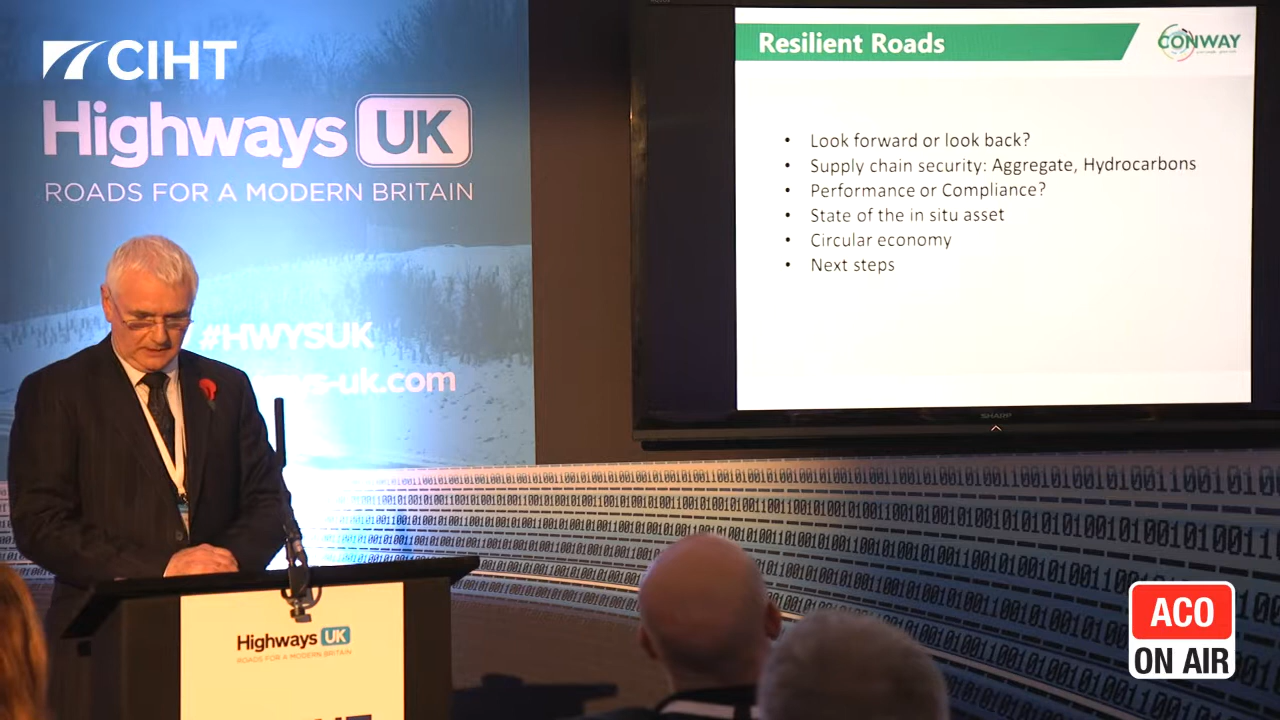 CIHT
Highways UK
ROADS FOR A MODERN BRITAIN
#HWYSUK
-uk.com
Resilient Roads
CONWAY
• Look forward or look back?
• Supply chain security: Aggregate, Hydrocarbons
• Performance or Compliance?
• State of the in situ asset
• Circular economy
• Next steps
SHARP
Highways UK
ROADS FOR A MODERN BRITAIN
ACO
ON AIR